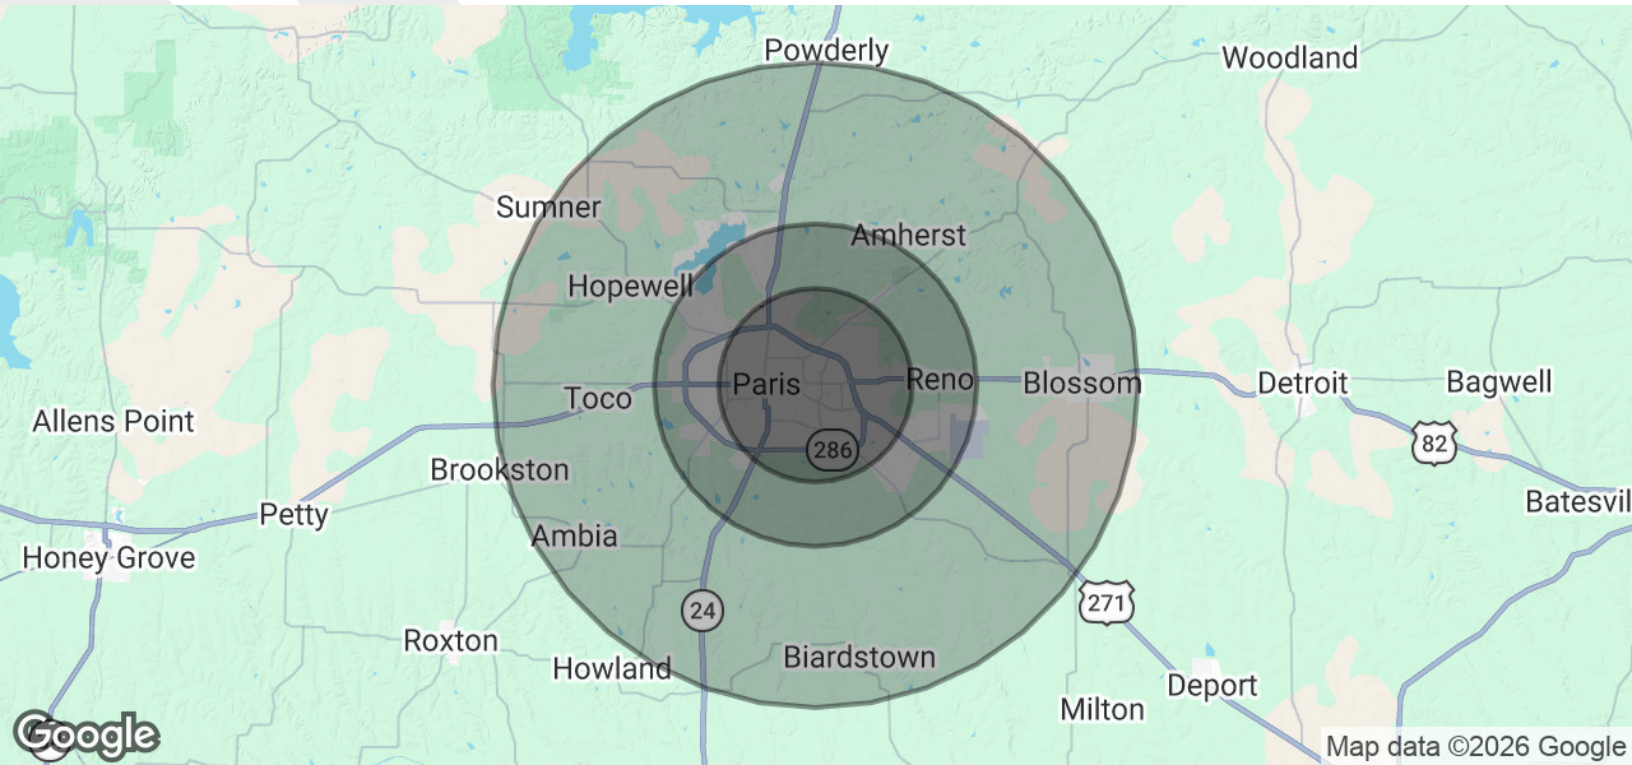 Powderly
Woodland
Sumner
Amherst
Hopewell
Paris
Reno
Blossom
Detroit
Bagwell
Toco
Allens Point
286
82
Brookston
Petty
Batesvil
Ambia
Honey Grove
24
271
Roxton
Howland
Biardstown
Deport
Milton
Google
Map data ©2026 Google